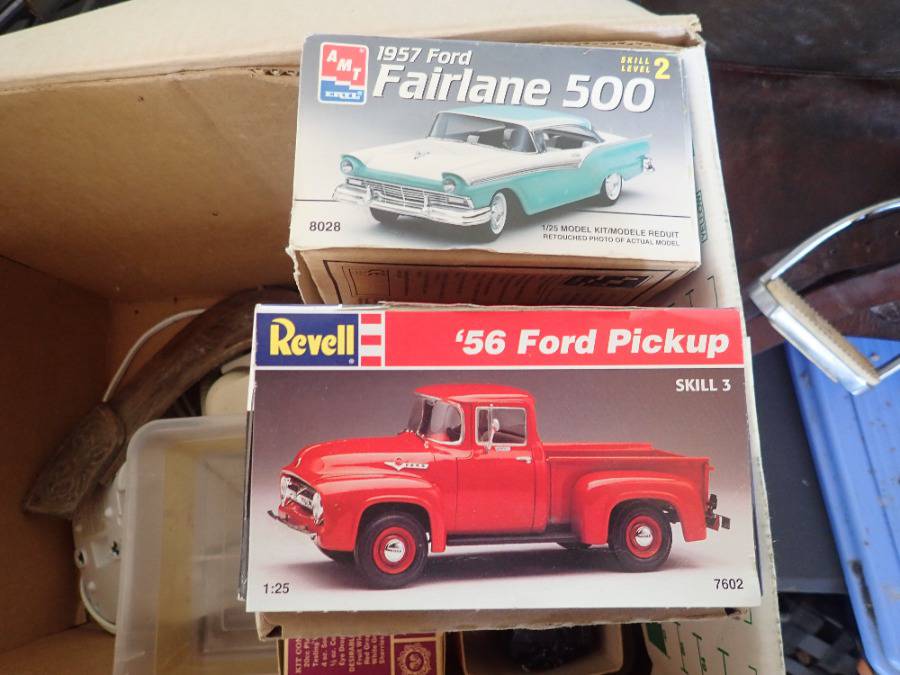 AMT
ERTL
1957 Ford
Fairlane 500
SKILL LEVEL 2
8028
1/25 MODEL KIT/MODELE REDUIT
RETOUCHED PHOTO OF ACTUAL MODEL
Revell
'56 Ford Pickup
SKILL 3
FORD
1:25
7602